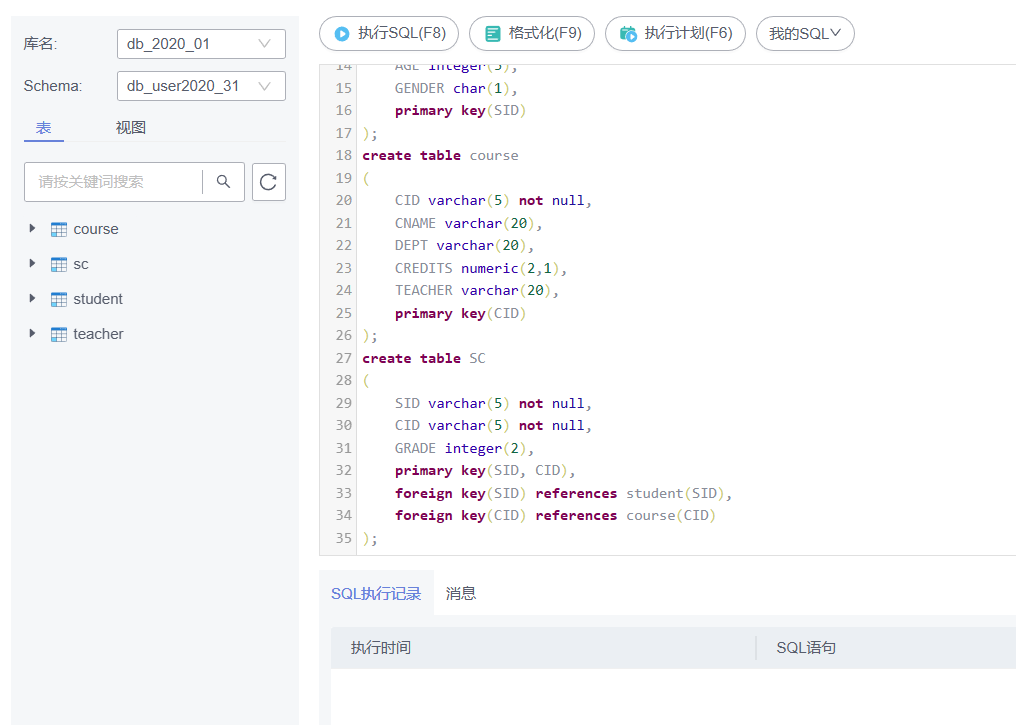 库名:
db_2020_01
Schema:
db_user2020_31
表
视图
请按关键词搜索
course
sc
student
teacher
执行SQL(F8)
格式化(F9)
执行计划(F6)
我的SQL
14 AGE integer(3),
15 GENDER char(1),
16 primary key(SID)
17 );
18 create table course
19 (
20 CID varchar(5) not null,
21 CNAME varchar(20),
22 DEPT varchar(20),
23 CREDITS numeric(2,1),
24 TEACHER varchar(20),
25 primary key(CID)
26 );
27 create table SC
28 (
29 SID varchar(5) not null,
30 CID varchar(5) not null,
31 GRADE integer(2),
32 primary key(SID, CID),
33 foreign key(SID) references student(SID),
34 foreign key(CID) references course(CID)
35 );
SQL执行记录
消息
执行时间
SQL语句